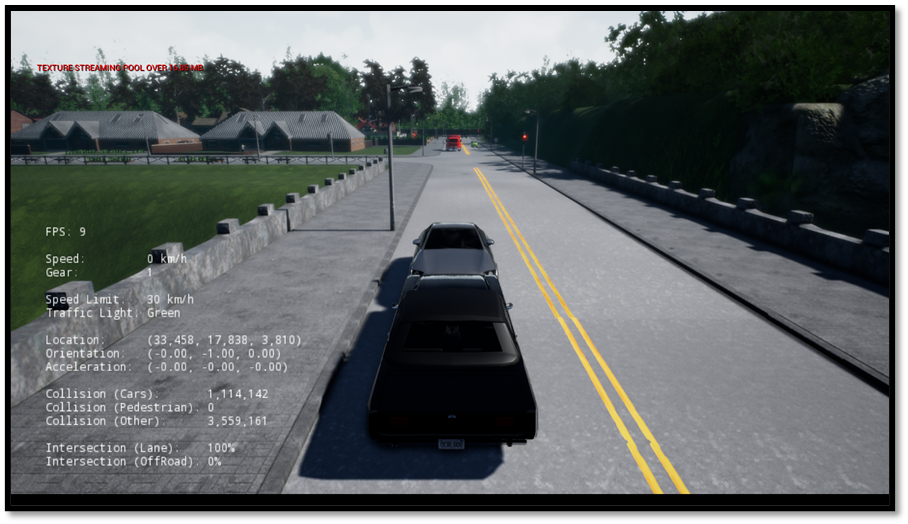 TEXTURE STREAMING POOL OVER 16.85 MB
FPS: 9
Speed: 0 km/h
Gear: 1
Speed Limit: 30 km/h
Traffic Light: Green
Location: (33,458, 17,838, 3,810)
Orientation: (-0.00, -1.00, 0.00)
Acceleration: (-0.00, -0.00, -0.00)
Collision (Cars): 1,114,142
Collision (Pedestrian): 0
Collision (Other): 3,559,161
Intersection (Lane): 100%
Intersection (OffRoad): 0%